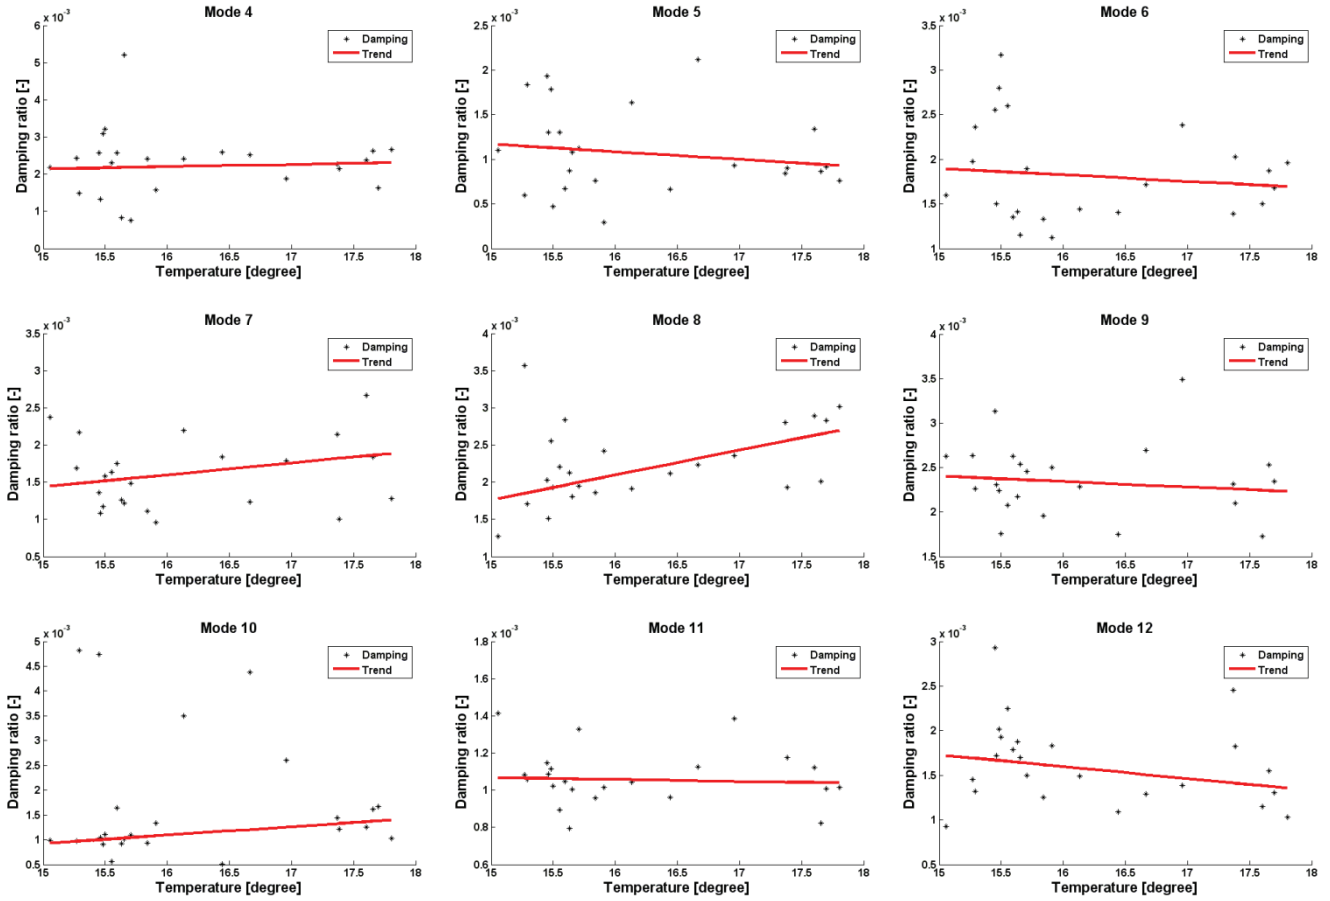 Mode 4
x 10⁻³
Damping
Trend
Damping ratio [-]
6
5
4
3
2
1
0
15 15.5 16 16.5 17 17.5 18
Temperature [degree]
Mode 5
x 10⁻³
Damping
Trend
Damping ratio [-]
2.5
2
1.5
1
0.5
0
15 15.5 16 16.5 17 17.5 18
Temperature [degree]
Mode 6
x 10⁻³
Damping
Trend
Damping ratio [-]
3.5
3
2.5
2
1.5
1
15 15.5 16 16.5 17 17.5 18
Temperature [degree]
Mode 7
x 10⁻³
Damping
Trend
Damping ratio [-]
3.5
3
2.5
2
1.5
1
0.5
15 15.5 16 16.5 17 17.5 18
Temperature [degree]
Mode 8
x 10⁻³
Damping
Trend
Damping ratio [-]
4
3.5
3
2.5
2
1.5
1
15 15.5 16 16.5 17 17.5 18
Temperature [degree]
Mode 9
x 10⁻³
Damping
Trend
Damping ratio [-]
4
3.5
3
2.5
2
1.5
15 15.5 16 16.5 17 17.5 18
Temperature [degree]
Mode 10
x 10⁻³
Damping
Trend
Damping ratio [-]
5
4.5
4
3.5
3
2.5
2
1.5
1
0.5
15 15.5 16 16.5 17 17.5 18
Temperature [degree]
Mode 11
x 10⁻³
Damping
Trend
Damping ratio [-]
1.8
1.6
1.4
1.2
1
0.8
0.6
15 15.5 16 16.5 17 17.5 18
Temperature [degree]
Mode 12
x 10⁻³
Damping
Trend
Damping ratio [-]
3
2.5
2
1.5
1
0.5
15 15.5 16 16.5 17 17.5 18
Temperature [degree]